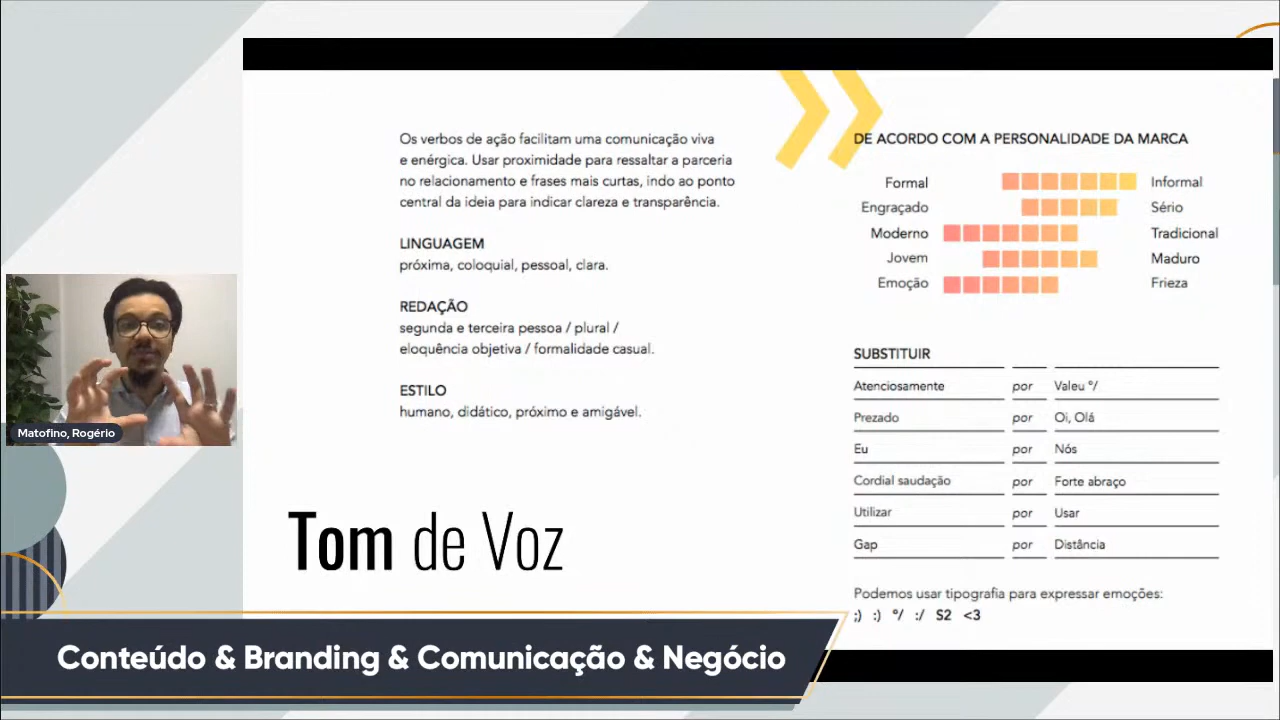 Os verbos de ação facilitam uma comunicação viva
e enérgica. Usar proximidade para ressaltar a parceria
no relacionamento e frases mais curtas, indo ao ponto
central da ideia para indicar clareza e transparência.
LINGUAGEM
próxima, coloquial, pessoal, clara.
REDAÇÃO
segunda e terceira pessoa / plural /
eloquência objetiva / formalidade casual.
ESTILO
humano, didático, próximo e amigável.
Tom de Voz
DE ACORDO COM A PERSONALIDADE DA MARCA
Formal Informal
Engraçado Sério
Moderno Tradicional
Jovem Maduro
Emoção Frieza
SUBSTITUIR
Atenciosamente por Valeu º/
Prezado por Oi, Olá
Eu por Nós
Cordial saudação por Forte abraço
Utilizar por Usar
Gap por Distância
Podemos usar tipografia para expressar emoções:
;) :) º/ :/ S2 <3
Matofino, Rogério
Conteúdo & Branding & Comunicação & Negócio